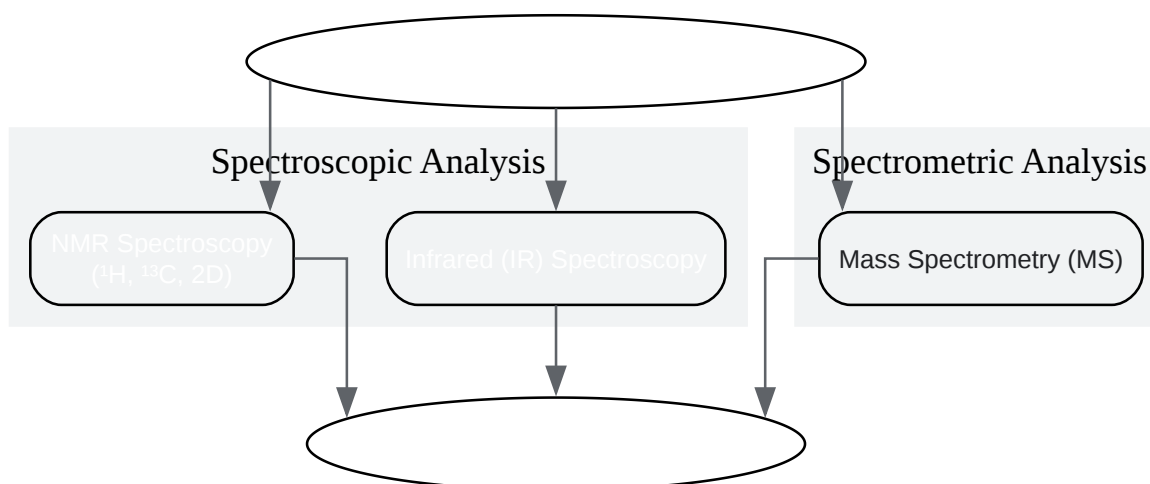 Spectroscopic Analysis
Spectrometric Analysis
NMR Spectroscopy
(¹H, ¹³C, 2D)
Infrared (IR) Spectroscopy
Mass Spectrometry (MS)